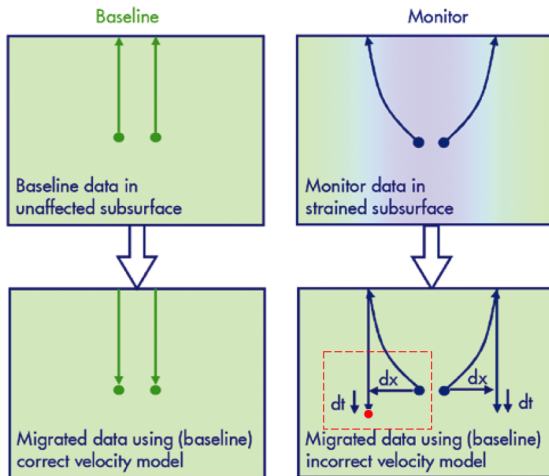 Baseline
Monitor
Baseline data in
unaffected subsurface
Monitor data in
strained subsurface
Migrated data using (baseline)
correct velocity model
dx
dx
dt
dt
Migrated data using (baseline)
incorrect velocity model